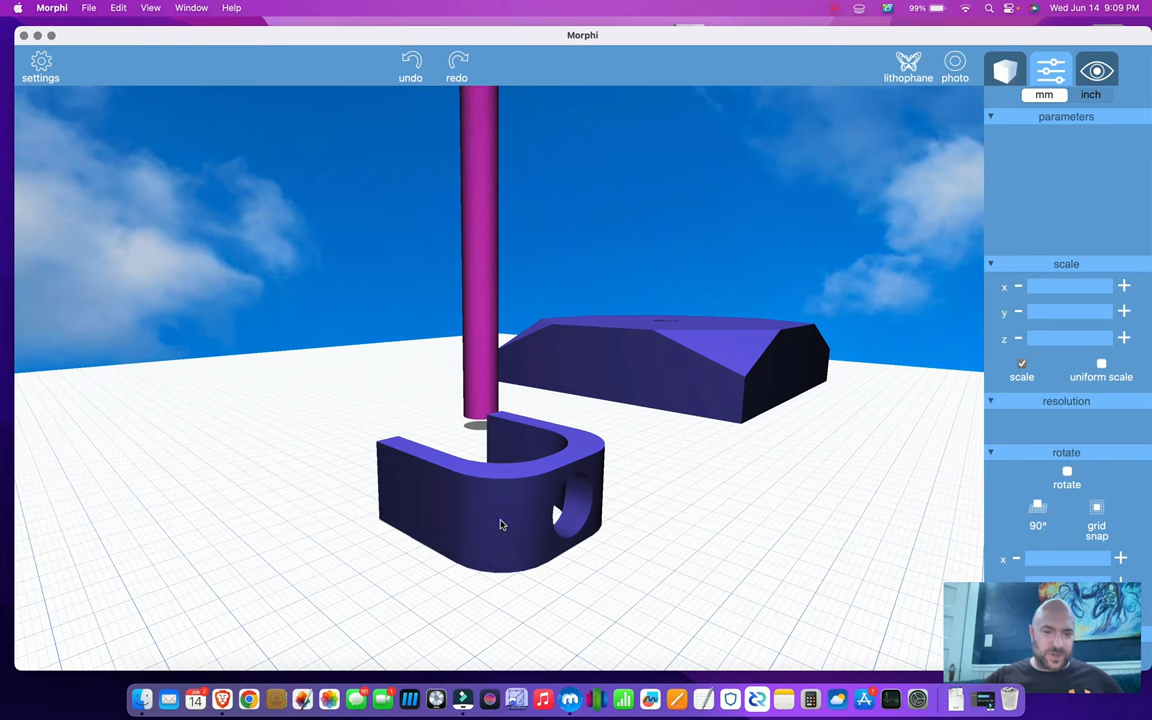 Morphi File Edit View Window Help
99% Wed Jun 14 9:09 PM
Morphi
settings
undo redo
lithophane photo
mm inch
parameters
scale
x
y
z
scale uniform scale
resolution
rotate
rotate
90° grid
snap
x